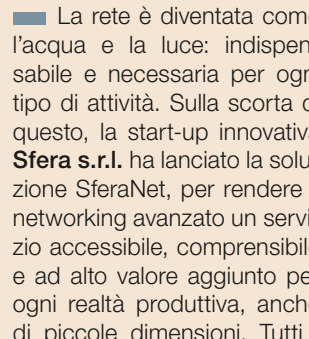 La rete è diventata come
l'acqua e la luce: indispen
sabile e necessaria per ogn
tipo di attività. Sulla scorta d
questo, la start-up innovativa
Sfera s.r.l. ha lanciato la solu
zione SferaNet, per rendere
networking avanzato un servi
zio accessibile, comprensibile
e ad alto valore aggiunto pe
ogni realtà produttiva, anche
di piccole dimensioni. Tutti